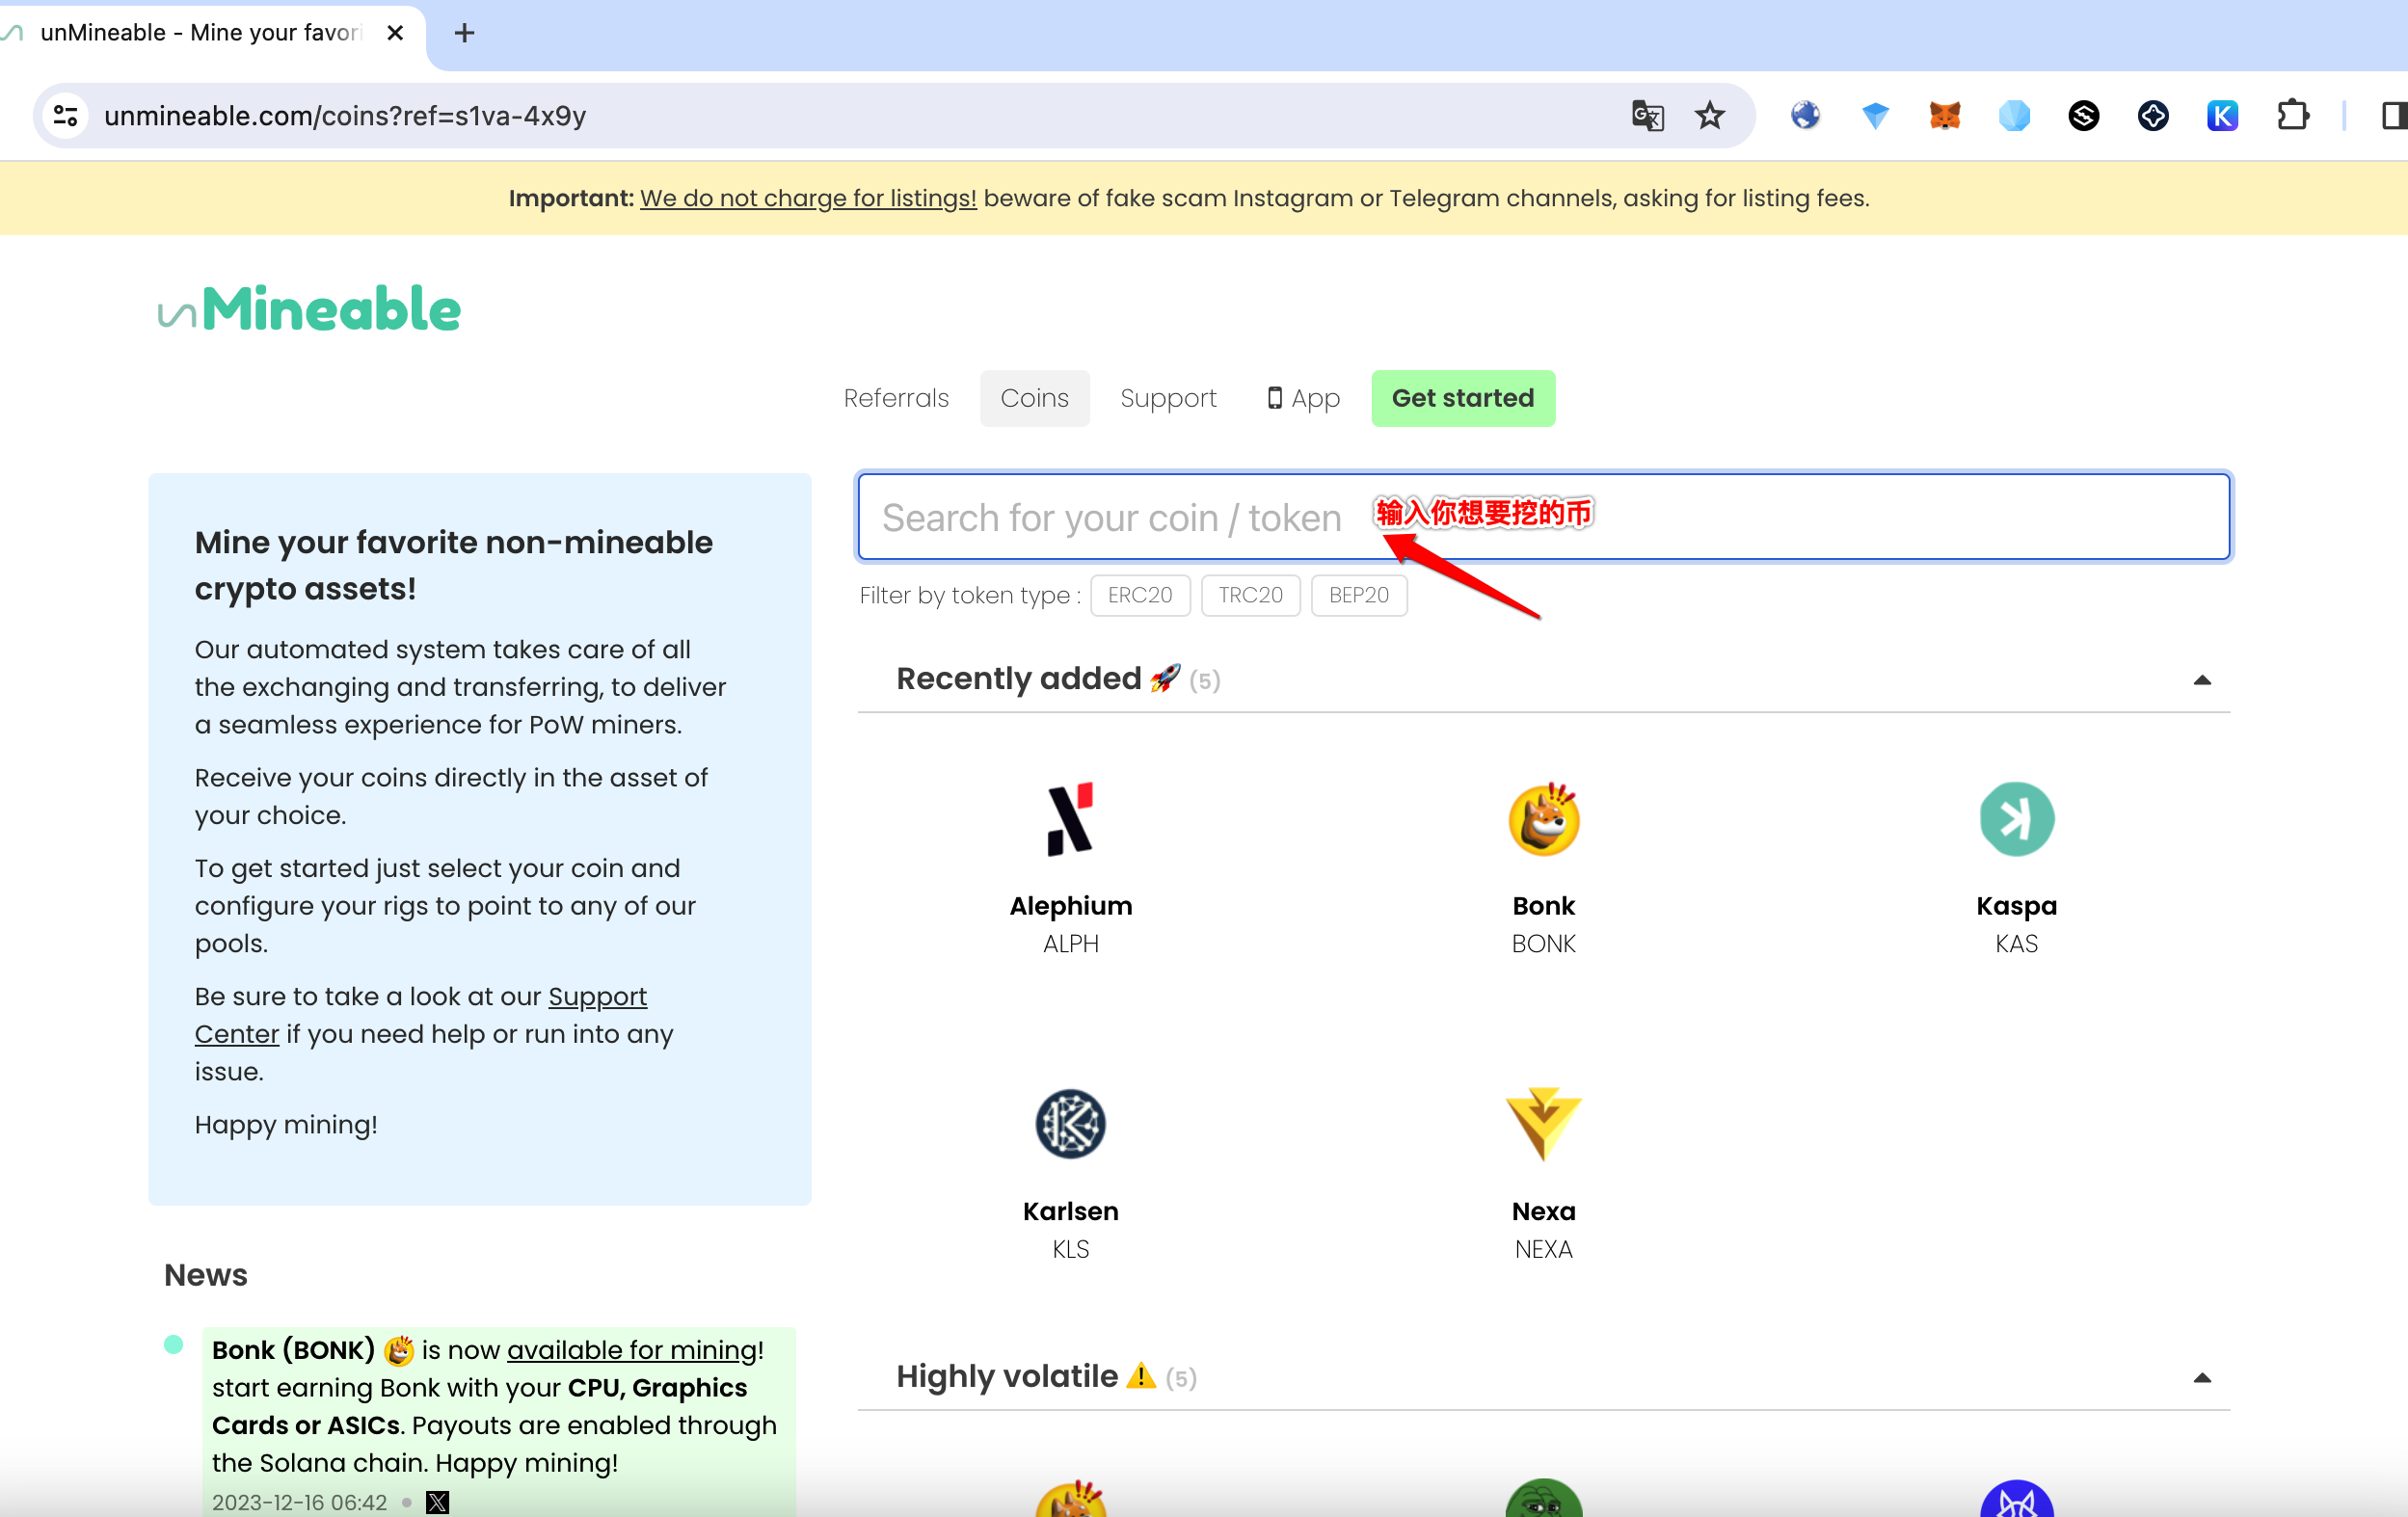 unMineable - Mine your favori
unmineable.com/coins?ref=s1va-4x9y
Important: We do not charge for listings! beware of fake scam Instagram or Telegram channels, asking for listing fees.
unMineable
Referrals Coins Support App Get started
Mine your favorite non-mineable
crypto assets!
Our automated system takes care of all
the exchanging and transferring, to deliver
a seamless experience for PoW miners.
Receive your coins directly in the asset of
your choice.
To get started just select your coin and
configure your rigs to point to any of our
pools.
Be sure to take a look at our Support
Center if you need help or run into any
issue.
Happy mining!
News
Bonk (BONK) is now available for mining!
start earning Bonk with your CPU, Graphics
Cards or ASICs. Payouts are enabled through
the Solana chain. Happy mining!
2023-12-16 06:42
Search for your coin / token
输入你想要挖的币
Filter by token type : ERC20 TRC20 BEP20
Recently added 🚀 (5)
Alephium
ALPH
Bonk
BONK
Kaspa
KAS
Karlsen
KLS
Nexa
NEXA
Highly volatile ⚠️ (5)